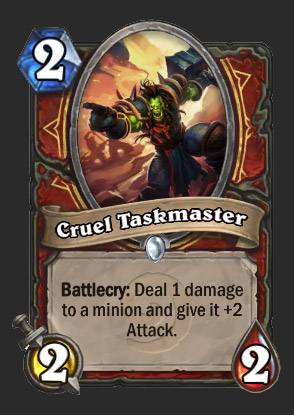 2
Cruel Taskmaster
Battlecry: Deal 1 damage
to a minion and give it +2
Attack.
2
2